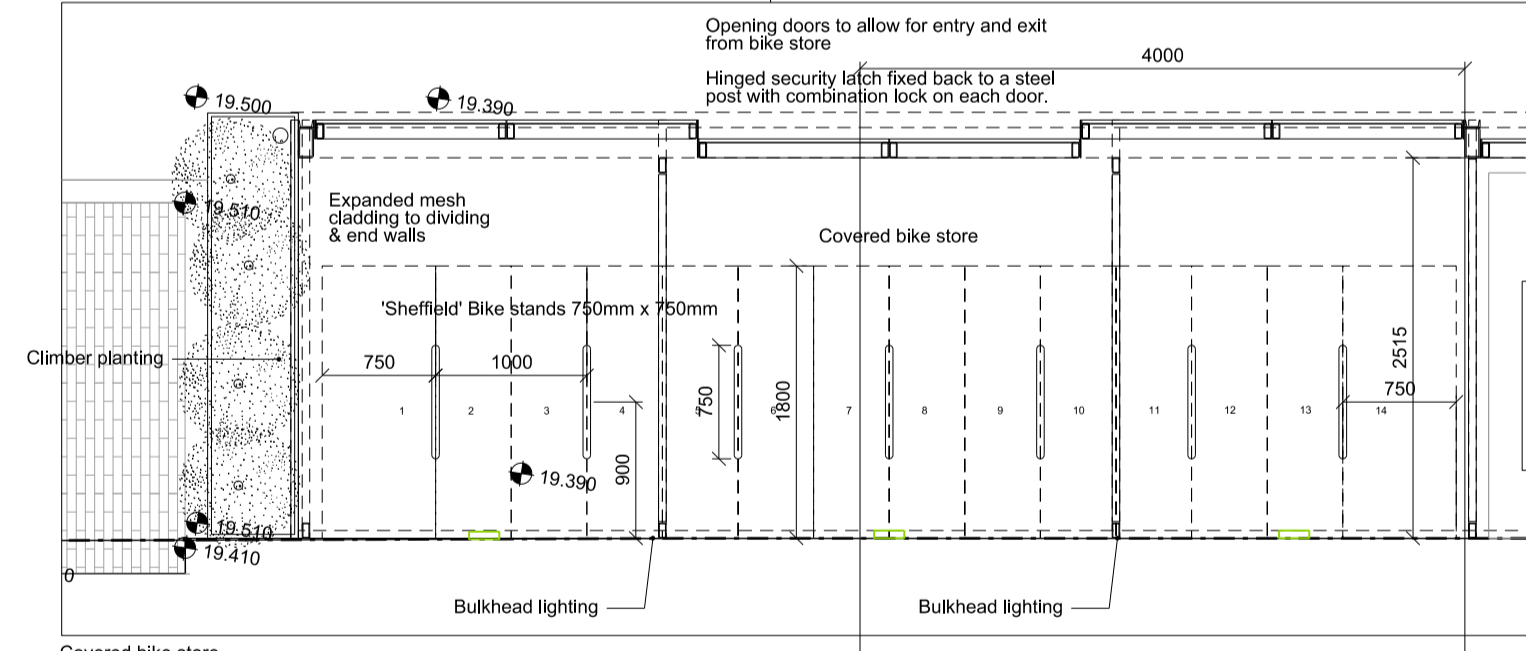 Opening doors to allow for entry and exit
from bike store
4000
Hinged security latch fixed back to a steel
post with combination lock on each door.
19.500
19.390
19.510
Expanded mesh
cladding to dividing
& end walls
Covered bike store
'Sheffield' Bike stands 750mm x 750mm
Climber planting
750
1000
750
1800
2515
750
1
2
3
4
6
7
8
9
10
11
12
13
14
900
19.390
19.510
19.410
0
Bulkhead lighting
Bulkhead lighting
Covered bike store